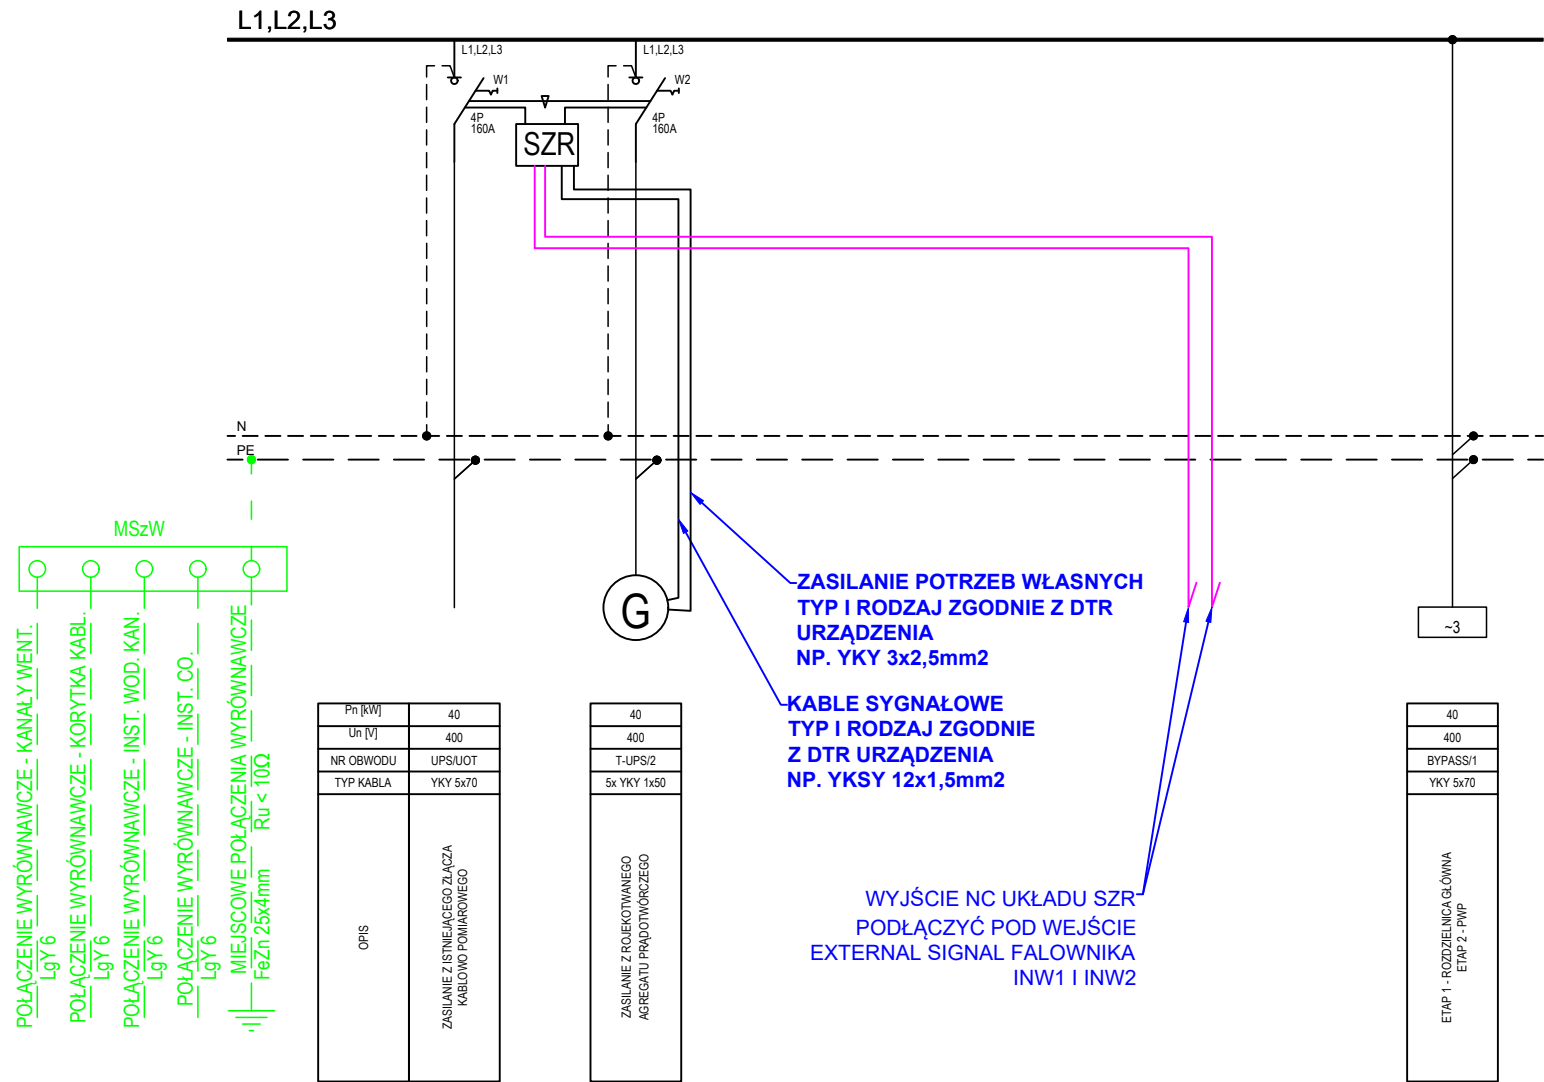 L1,L2,L3
L1,L2,L3
L1,L2,L3
W1
W2
4P
160A
4P
160A
SZR
N
PE
MSzW
POŁĄCZENIE WYRÓWNAWCZE - KANAŁY WENT.
LgY 6
POŁĄCZENIE WYRÓWNAWCZE - KORYTKA KABL.
LgY 6
POŁĄCZENIE WYRÓWNAWCZE - INST. WOD. KAN.
LgY 6
POŁĄCZENIE WYRÓWNAWCZE - INST. CO.
LgY 6
MIEJSCOWE POŁĄCZENIA WYRÓWNAWCZE
FeZn 25x4mm Ru < 10Ω
G
~3
ZASILANIE POTRZEB WŁASNYCH
TYP I RODZAJ ZGODNIE Z DTR
URZĄDZENIA
NP. YKY 3x2,5mm2
KABLE SYGNAŁOWE
TYP I RODZAJ ZGODNIE
Z DTR URZĄDZENIA
NP. YKSY 12x1,5mm2
WYJŚCIE NC UKŁADU SZR
PODŁĄCZYĆ POD WEJŚCIE
EXTERNAL SIGNAL FALOWNIKA
INW1 I INW2
Pn [kW] 40 40 40
Un [V] 400 400 400
NR OBWODU UPS/UOT T-UPS/2 BYPASS/1
TYP KABLA YKY 5x70 5x YKY 1x50 YKY 5x70
OPIS
ZASILANIE Z ISTNIEJĄCEGO ZŁĄCZA
KABLOWO POMIAROWEGO
ZASILANIE Z ROJEKOTWANEGO
AGREGATU PRĄDOTWÓRCZEGO
ETAP 1 - ROZDZIELNICA GŁÓWNA
ETAP 2 - PWP